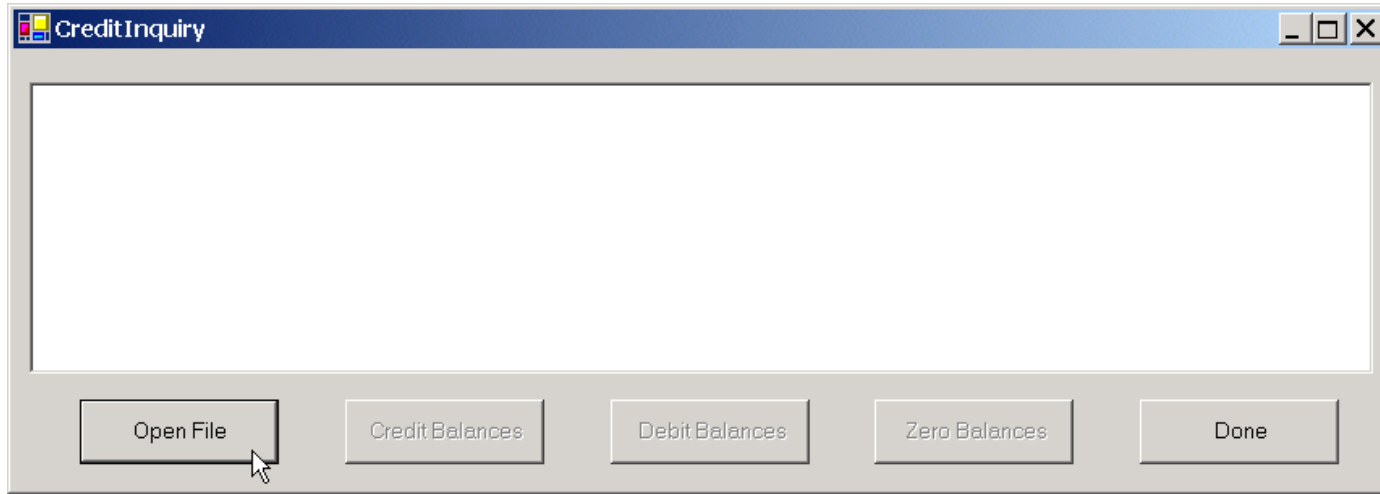 CreditInquiry
Open File
Credit Balances
Debit Balances
Zero Balances
Done